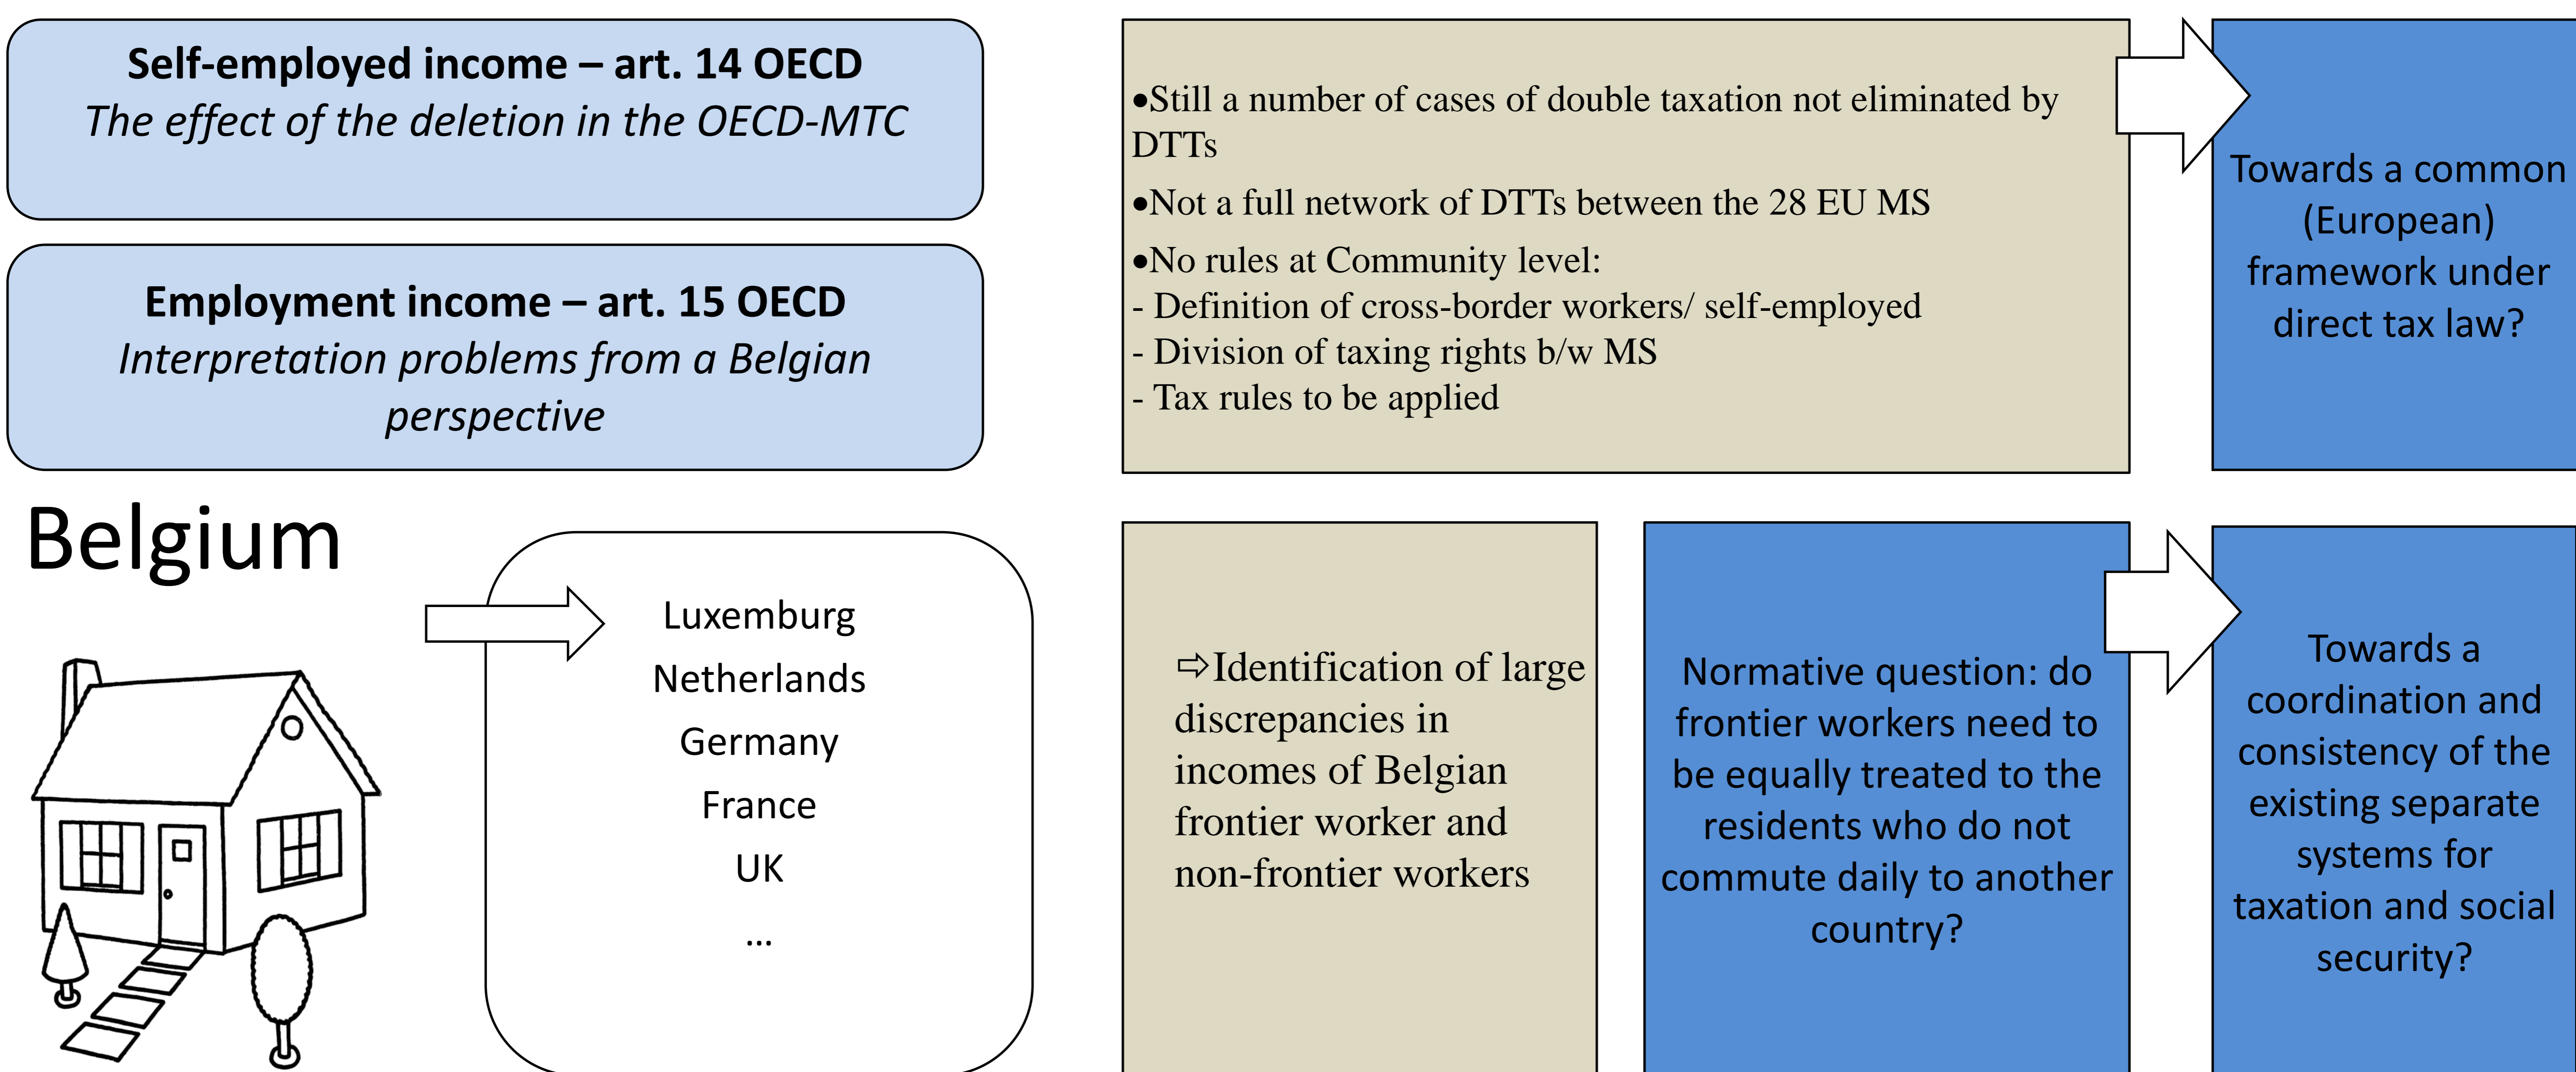 Self-employed income – art. 14 OECD
The effect of the deletion in the OECD-MTC
Employment income – art. 15 OECD
Interpretation problems from a Belgian
perspective
•Still a number of cases of double taxation not eliminated by
DTTs
•Not a full network of DTTs between the 28 EU MS
•No rules at Community level:
- Definition of cross-border workers/ self-employed
- Division of taxing rights b/w MS
- Tax rules to be applied
Towards a common
(European)
framework under
direct tax law?
Belgium
Luxemburg
Netherlands
Germany
France
UK
…
⇨Identification of large
discrepancies in
incomes of Belgian
frontier worker and
non-frontier workers
Normative question: do
frontier workers need to
be equally treated to the
residents who do not
commute daily to another
country?
Towards a
coordination and
consistency of the
existing separate
systems for
taxation and social
security?